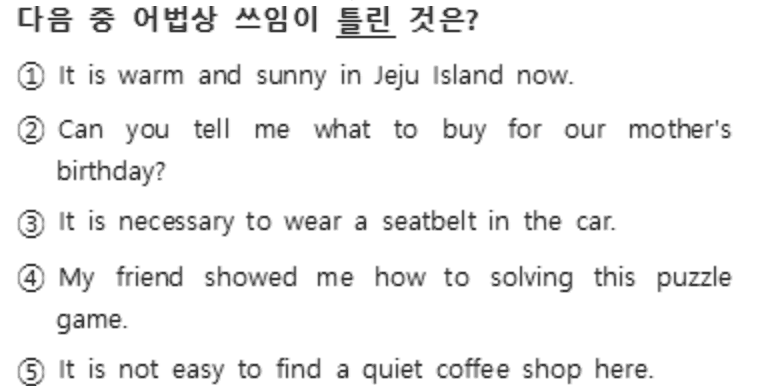 다음 중 어법상 쓰임이 틀린 것은?
① It is warm and sunny in Jeju Island now.
② Can you tell me what to buy for our mother's
birthday?
③ It is necessary to wear a seatbelt in the car.
④ My friend showed me how to solving this puzzle
game.
⑤ It is not easy to find a quiet coffee shop here.